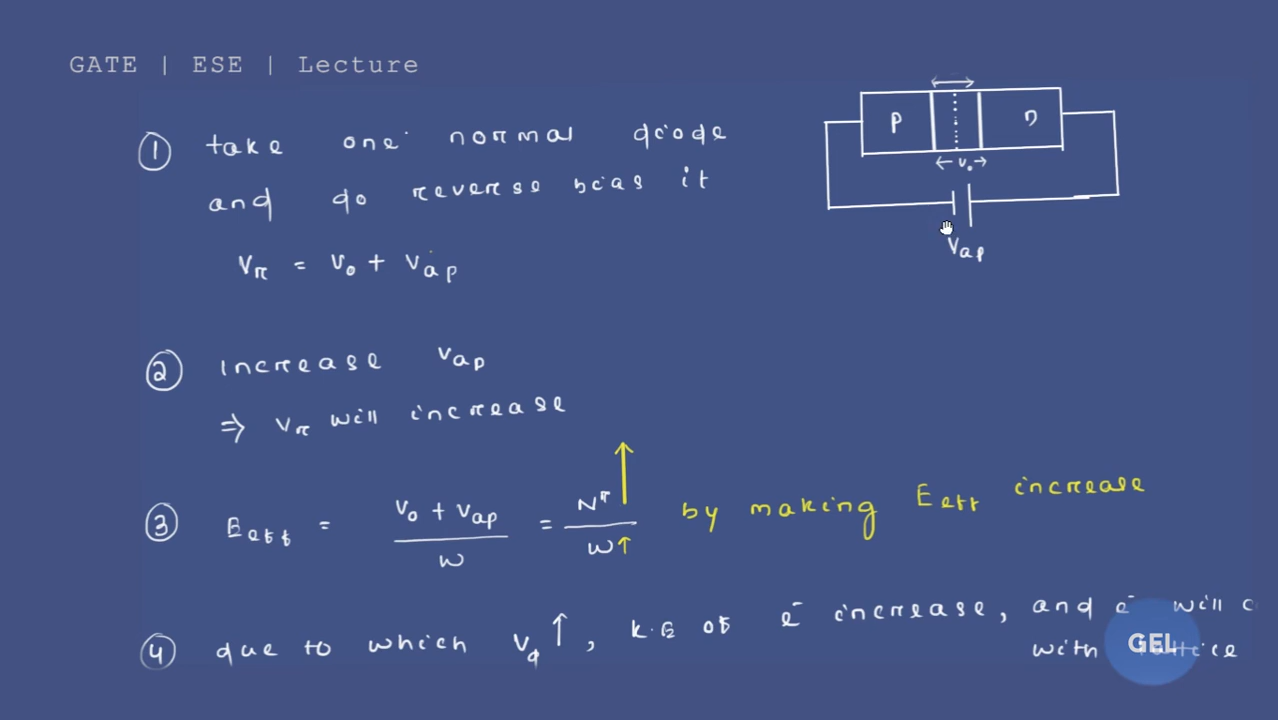 GATE | ESE | Lecture
① take one normal diode
and do reverse bias it
Vr = V0 + Vap
P n
V0
Vap
② increase Vap
⇒ Vr will increase
③ Eeff = V0 + Vap / W = Vr ↑ / W ↑ by making Eeff increase
④ due to which Vd ↑, k.E of e⁻ increase, and e⁻ will
with
GEL